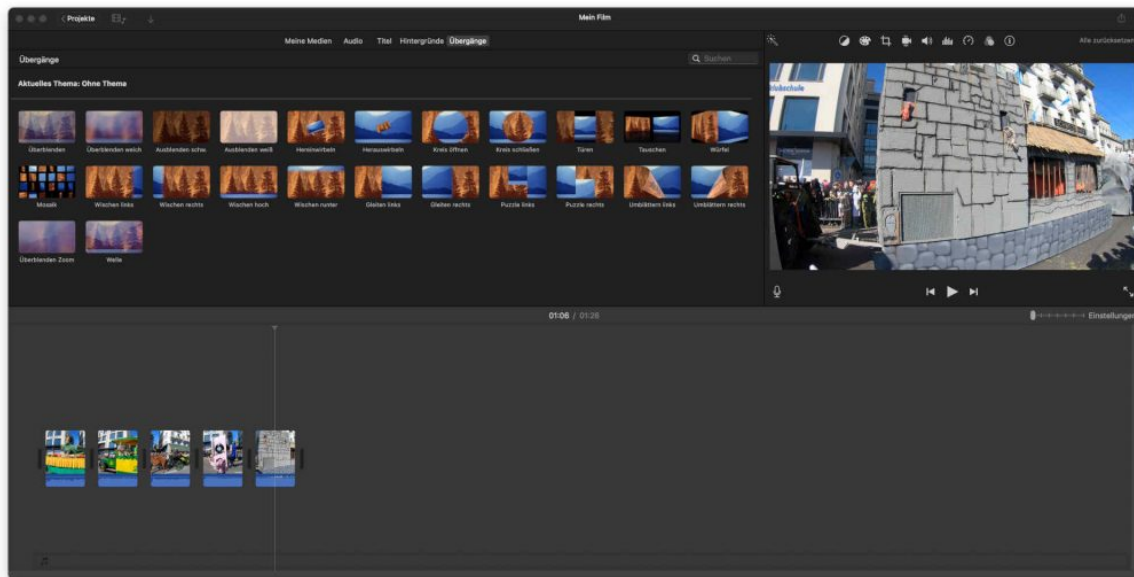 Projekte
Mein Film
Meine Medien Audio Titel Hintergründe Übergänge
Alle zurücksetzen
Übergänge
Suchen
Aktuelles Thema: Ohne Thema
Überblenden Überblenden weich Ausblenden schw. Ausblenden weiß Hereinwirbeln Herauswirbeln Kreis öffnen Kreis schließen Türen Tauschen Würfel
Mosaik Wischen links Wischen rechts Wischen hoch Wischen runter Gleiten links Gleiten rechts Puzzle links Puzzle rechts Umblättern links Umblättern rechts
Überblenden Zoom Welle
klubschule
01:06 / 01:26
Einstellungen